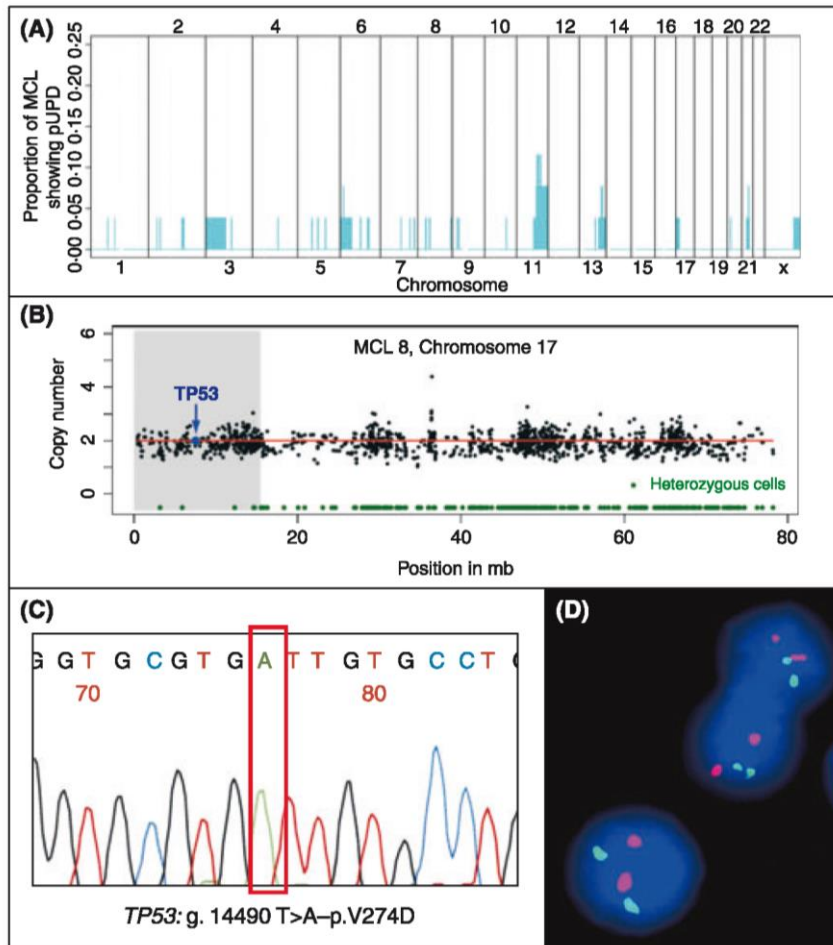 (A)
2 4 6 8 10 12 14 16 18 20 22
Proportion of MCL
showing pUPD
0·00 0·05 0·10 0·15 0·20 0·25
1 3 5 7 9 11 13 15 17 19 21 x
Chromosome
(B)
MCL 8, Chromosome 17
TP53
Copy number
6
4
2
0
Heterozygous cells
0 20 40 60 80
Position in mb
(C)
G G T G C G T G A T T G T G C C T
70 80
TP53: g. 14490 T>A–p.V274D
(D)